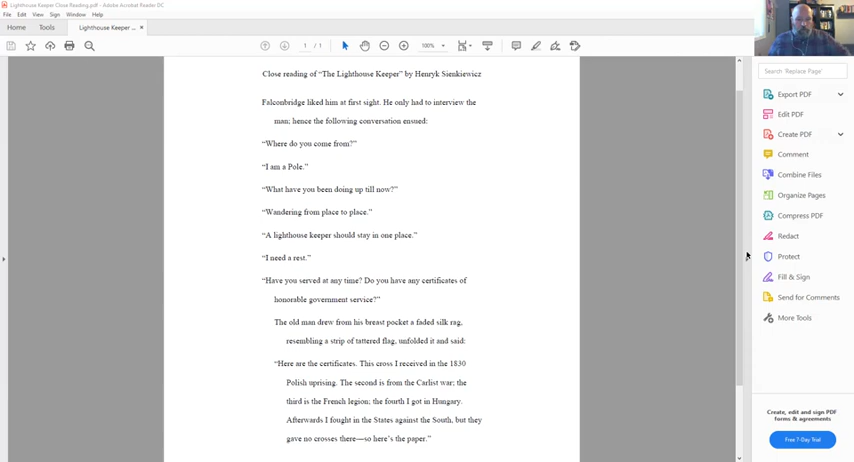 Lighthouse Keeper Close Reading.pdf - Adobe Acrobat Reader DC
File Edit View Sign Window Help
Home Tools Lighthouse Keeper ... ×
1 / 1 100%
Close reading of “The Lighthouse Keeper” by Henryk Sienkiewicz
Falconbridge liked him at first sight. He only had to interview the
man; hence the following conversation ensued:
“Where do you come from?”
“I am a Pole.”
“What have you been doing up till now?”
“Wandering from place to place.”
“A lighthouse keeper should stay in one place.”
“I need a rest.”
“Have you served at any time? Do you have any certificates of
honorable government service?”
The old man drew from his breast pocket a faded silk rag,
resembling a strip of tattered flag, unfolded it and said:
“Here are the certificates. This cross I received in the 1830
Polish uprising. The second is from the Carlist war; the
third is the French legion; the fourth I got in Hungary.
Afterwards I fought in the States against the South, but they
gave no crosses there—so here’s the paper.”
Search 'Replace Page'
Export PDF
Edit PDF
Create PDF
Comment
Combine Files
Organize Pages
Compress PDF
Redact
Protect
Fill & Sign
Send for Comments
More Tools
Create, edit and sign PDF
forms & agreements
Free 7-Day Trial